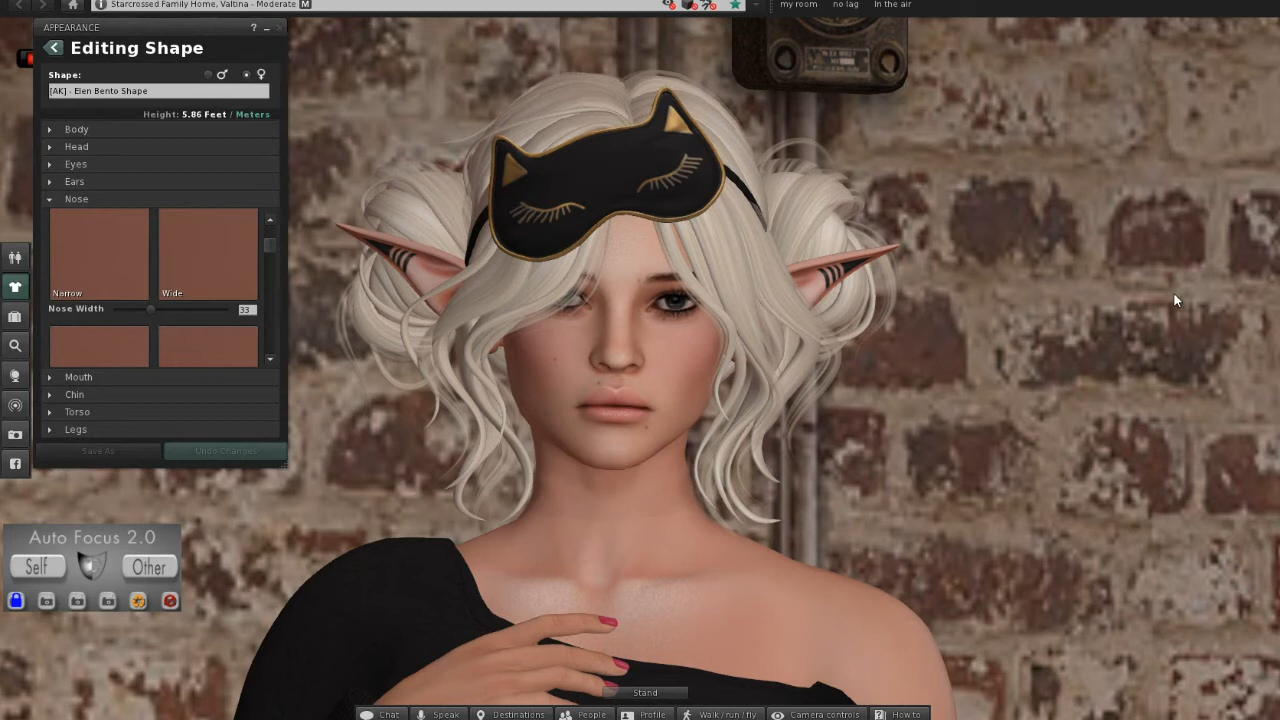 Starcrossed Family Home, Valtina - Moderate M
my room no lag In the air
APPEARANCE ?
Editing Shape
Shape:
[AK] - Elen Bento Shape
Height: 5.86 Feet / Meters
Body
Head
Eyes
Ears
Nose
Narrow Wide
Nose Width 33
Mouth
Chin
Torso
Legs
Save As Undo Changes
Auto Focus 2.0
Self Other
Stand
Chat Speak Destinations People Profile Walk / run / fly Camera controls How to